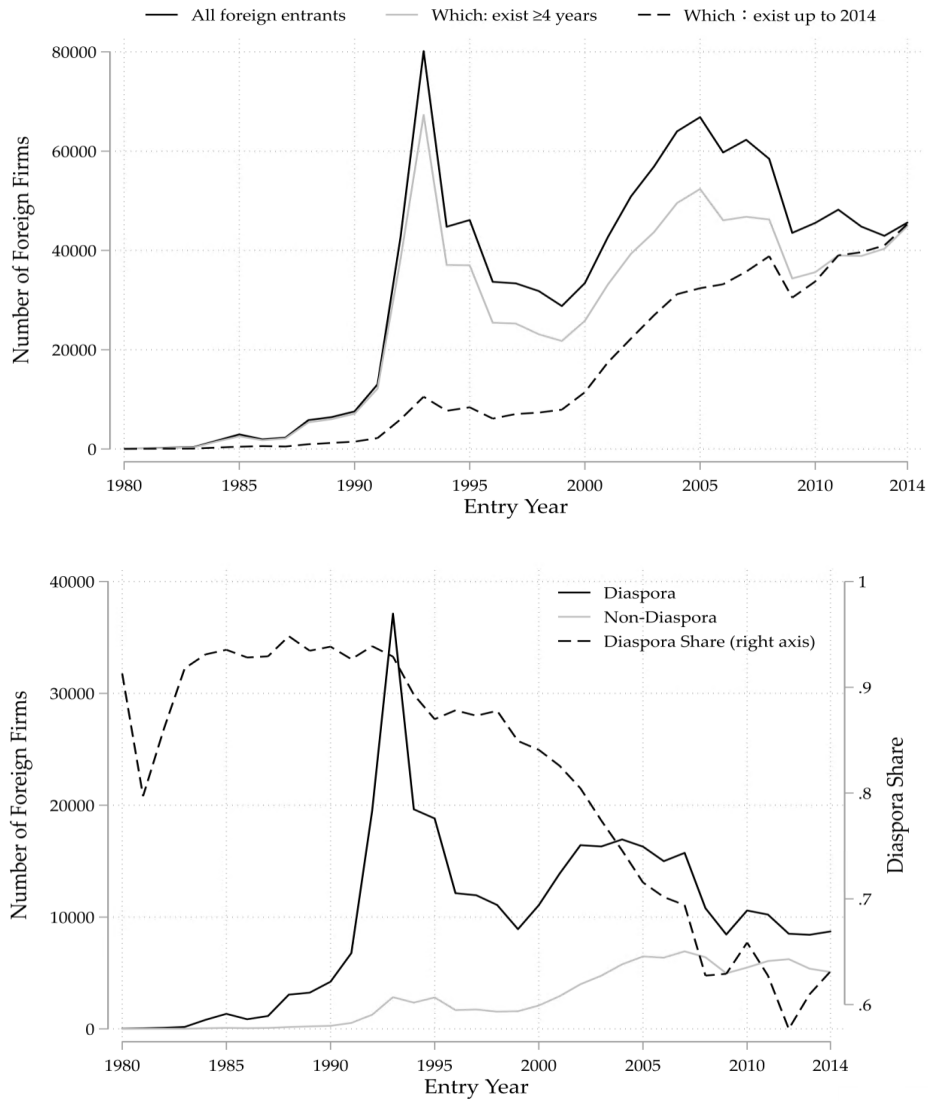 All foreign entrants Which: exist ≥4 years Which：exist up to 2014
80000
60000
40000
20000
0
Number of Foreign Firms
1980 1985 1990 1995 2000 2005 2010 2014
Entry Year
40000
30000
20000
10000
0
Number of Foreign Firms
Diaspora
Non-Diaspora
Diaspora Share (right axis)
1
.9
.8
.7
.6
Diaspora Share
1980 1985 1990 1995 2000 2005 2010 2014
Entry Year